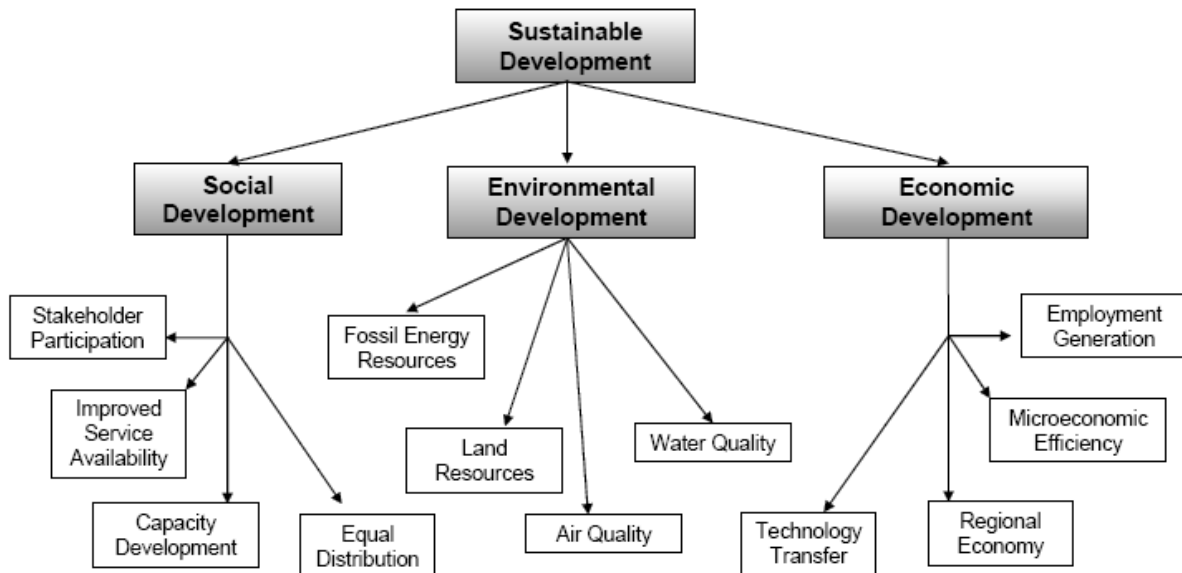 Sustainable
Development
Social
Development
Environmental
Development
Economic
Development
Stakeholder
Participation
Improved
Service
Availability
Capacity
Development
Equal
Distribution
Fossil Energy
Resources
Land
Resources
Air Quality
Water Quality
Employment
Generation
Microeconomic
Efficiency
Regional
Economy
Technology
Transfer